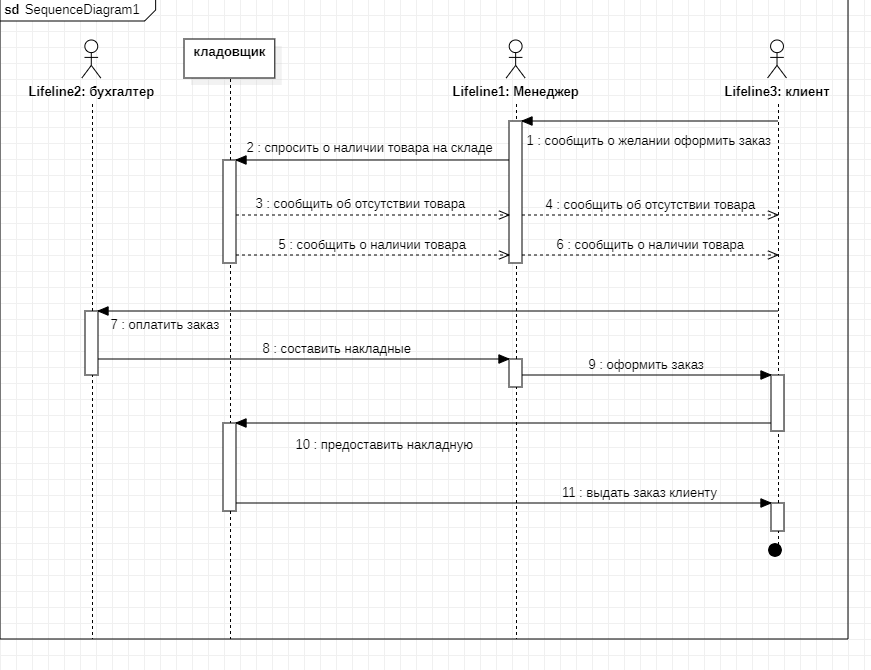 sd SequenceDiagram1
кладовщик
Lifeline2: бухгалтер
Lifeline1: Менеджер
Lifeline3: клиент
1 : сообщить о желании оформить заказ
2 : спросить о наличии товара на складе
3 : сообщить об отсутствии товара
4 : сообщить об отсутствии товара
5 : сообщить о наличии товара
6 : сообщить о наличии товара
7 : оплатить заказ
8 : составить накладные
9 : оформить заказ
10 : предоставить накладную
11 : выдать заказ клиенту